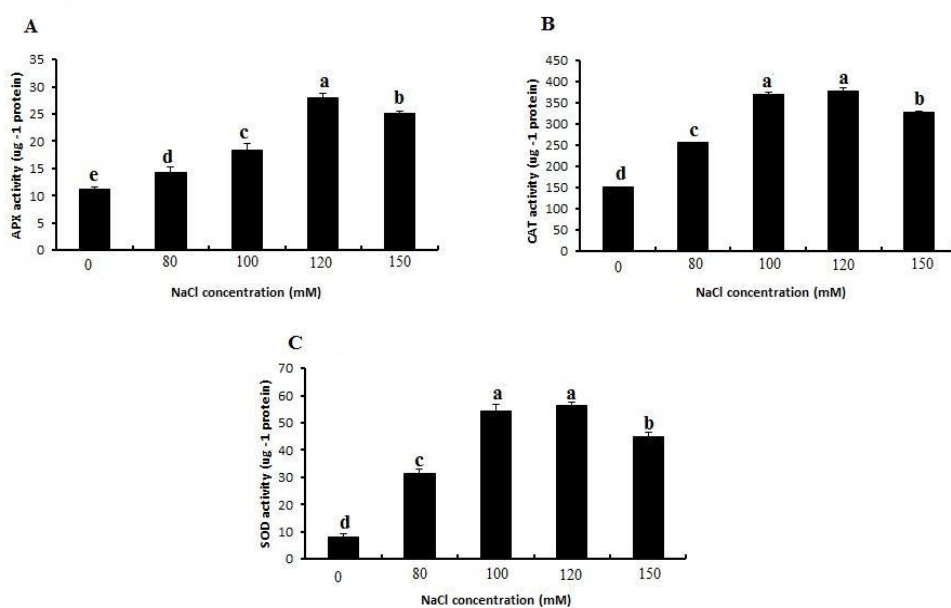 A
APX activity (ug -1 protein)
35
30
25
20
15
10
5
0
e
d
c
a
b
0 80 100 120 150
NaCl concentration (mM)
B
CAT activity (ug -1 protein)
450
400
350
300
250
200
150
100
50
0
d
c
a
a
b
0 80 100 120 150
NaCl concentration (mM)
C
SOD activity (ug -1 protein)
70
60
50
40
30
20
10
0
d
c
a
a
b
0 80 100 120 150
NaCl concentration (mM)